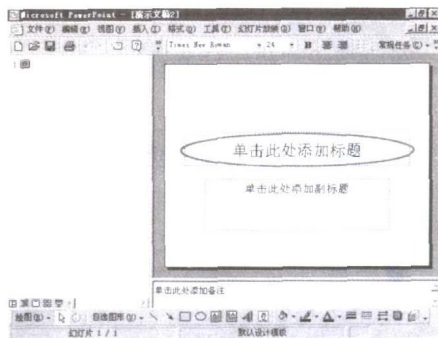 Microsoft PowerPoint - [演示文稿2]
文件(F) 编辑(E) 视图(V) 插入(I) 格式(O) 工具(T) 幻灯片放映(D) 窗口(W) 帮助(H)
Times New Roman 24 B 常规任务(C)
1
单击此处添加标题
单击此处添加副标题
单击此处添加备注
绘图(R) 自选图形(U)
幻灯片 1 / 1 默认设计模板